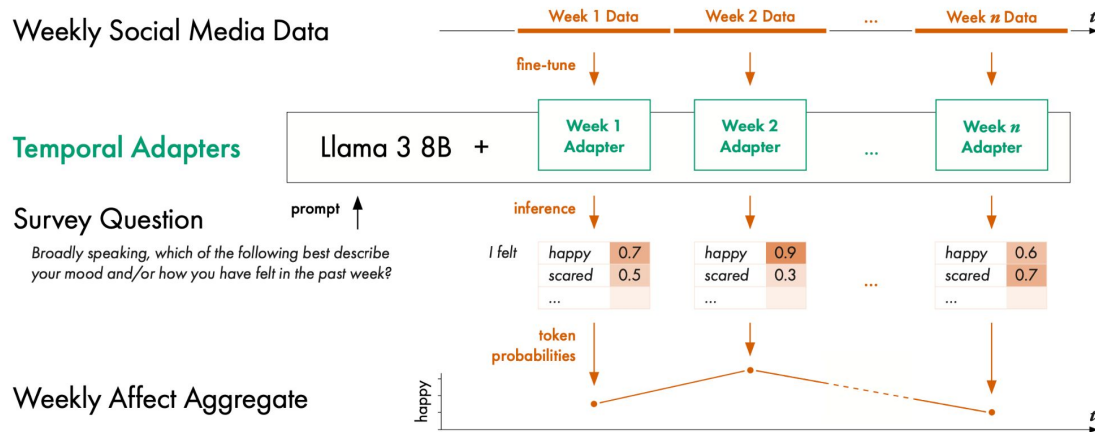 Weekly Social Media Data
Week 1 Data
Week 2 Data
...
Week n Data
t
fine-tune
Temporal Adapters
Llama 3 8B +
Week 1
Adapter
Week 2
Adapter
...
Week n
Adapter
Survey Question
prompt
inference
Broadly speaking, which of the following best describe
your mood and/or how you have felt in the past week?
I felt
happy 0.7
scared 0.5
...
happy 0.9
scared 0.3
...
...
happy 0.6
scared 0.7
token
probabilities
Weekly Affect Aggregate
happy
t